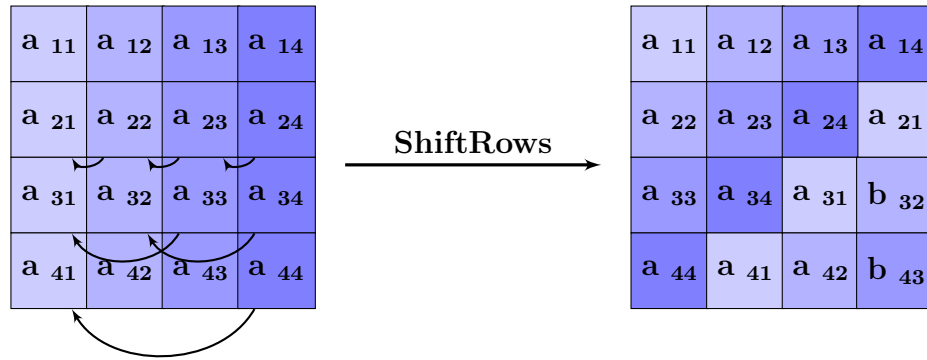 a 11 a 12 a 13 a 14 a 11 a 12 a 13 a 14
a 21 a 22 a 23 a 24 a 22 a 23 a 24 a 21
ShiftRows
a 31 a 32 a 33 a 34 a 33 a 34 a 31 b 32
a 41 a 42 a 43 a 44 a 44 a 41 a 42 b 43